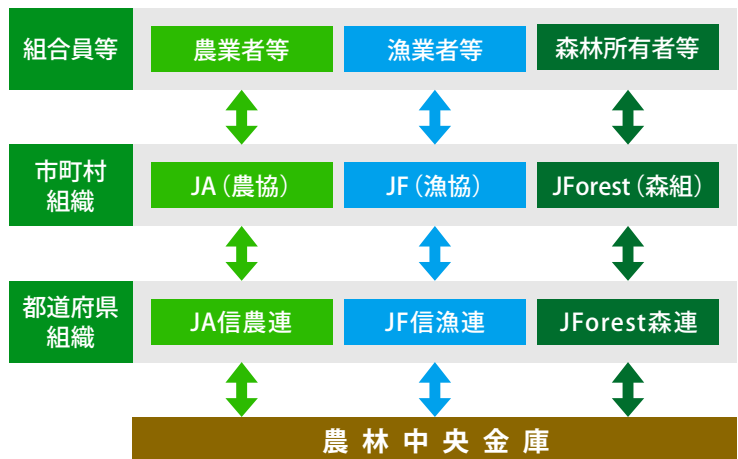 組合員等
農業者等
漁業者等
森林所有者等
市町村
組織
JA（農協）
JF（漁協）
JForest（森組）
都道府県
組織
JA信農連
JF信漁連
JForest森連
農林中央金庫